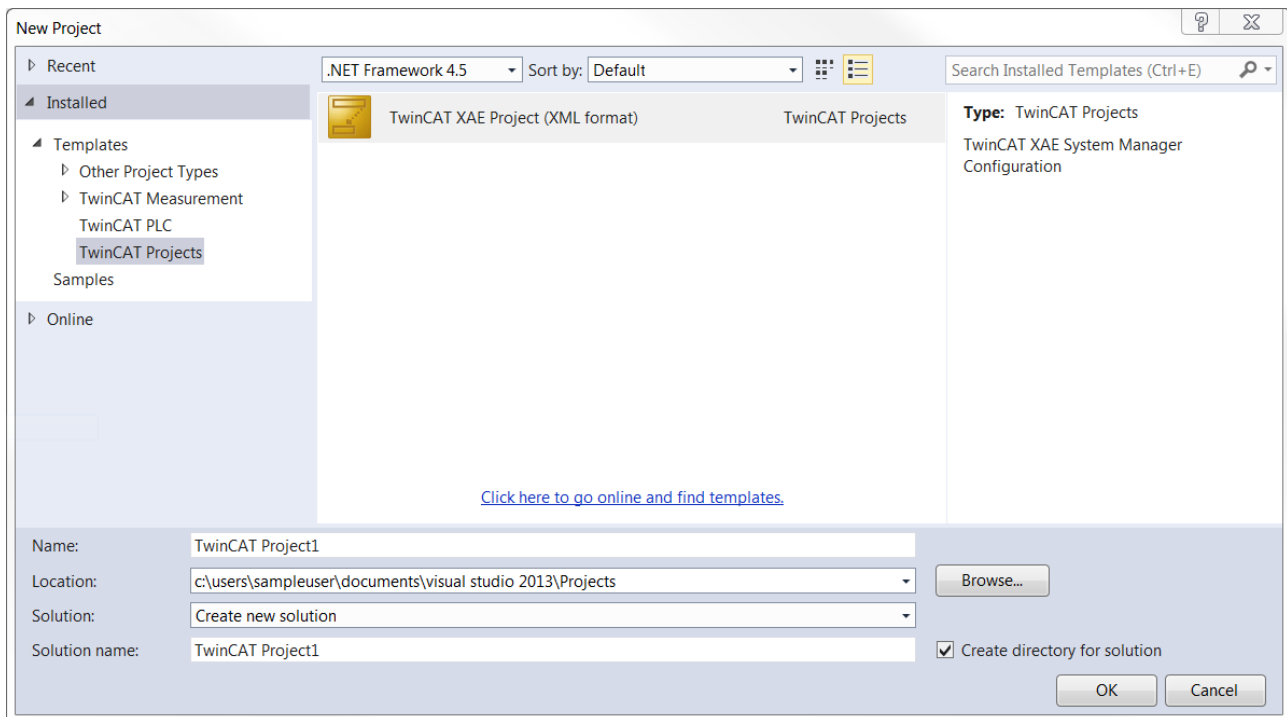 New Project
Recent
Installed
Templates
Other Project Types
TwinCAT Measurement
TwinCAT PLC
TwinCAT Projects
Samples
Online
.NET Framework 4.5 Sort by: Default
TwinCAT XAE Project (XML format) TwinCAT Projects
Click here to go online and find templates.
Search Installed Templates (Ctrl+E)
Type: TwinCAT Projects
TwinCAT XAE System Manager
Configuration
Name: TwinCAT Project1
Location: c:\users\sampleuser\documents\visual studio 2013\Projects Browse...
Solution: Create new solution
Solution name: TwinCAT Project1 Create directory for solution
OK Cancel